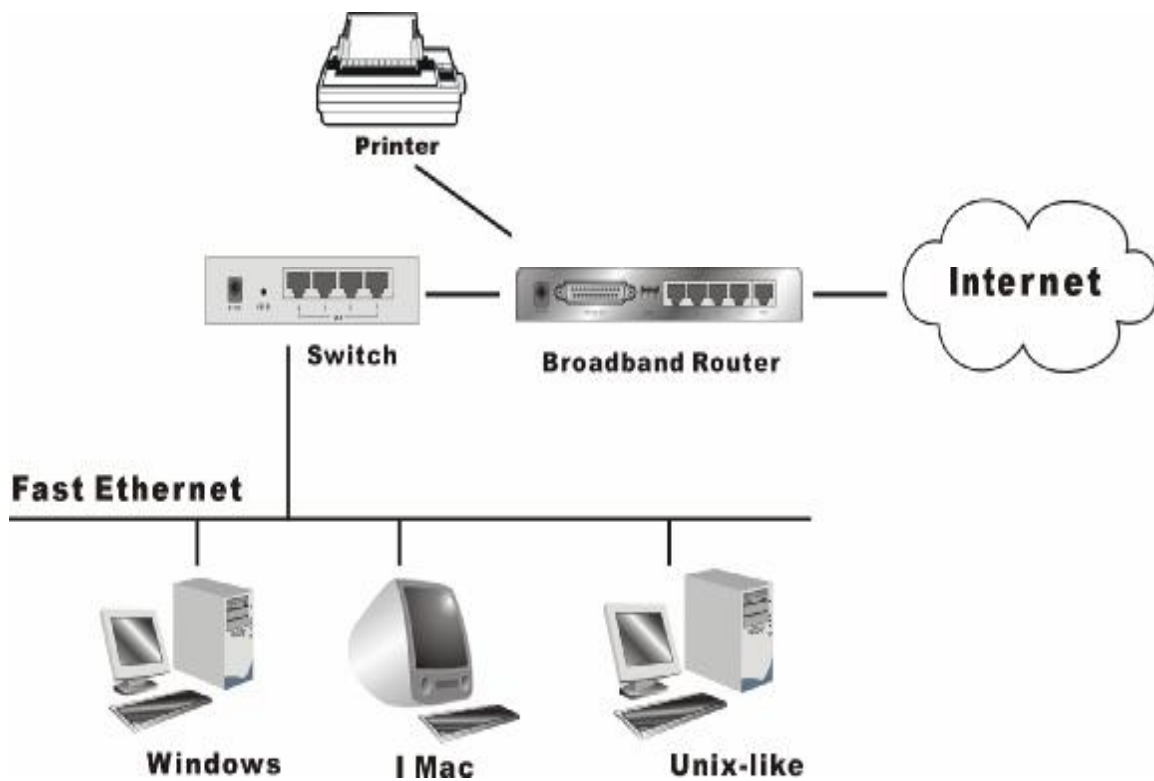 Printer
Internet
Switch
Broadband Router
Fast Ethernet
Windows
I Mac
Unix-like